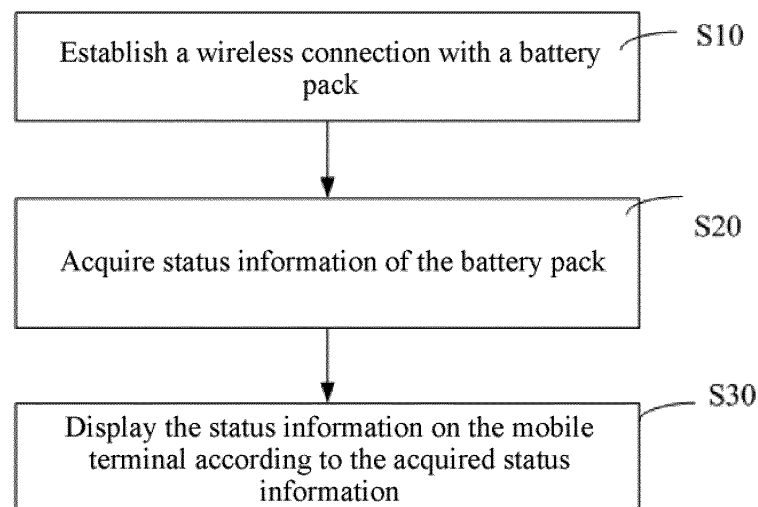 Establish a wireless connection with a battery
pack
S10
Acquire status information of the battery pack
S20
Display the status information on the mobile
terminal according to the acquired status
information
S30